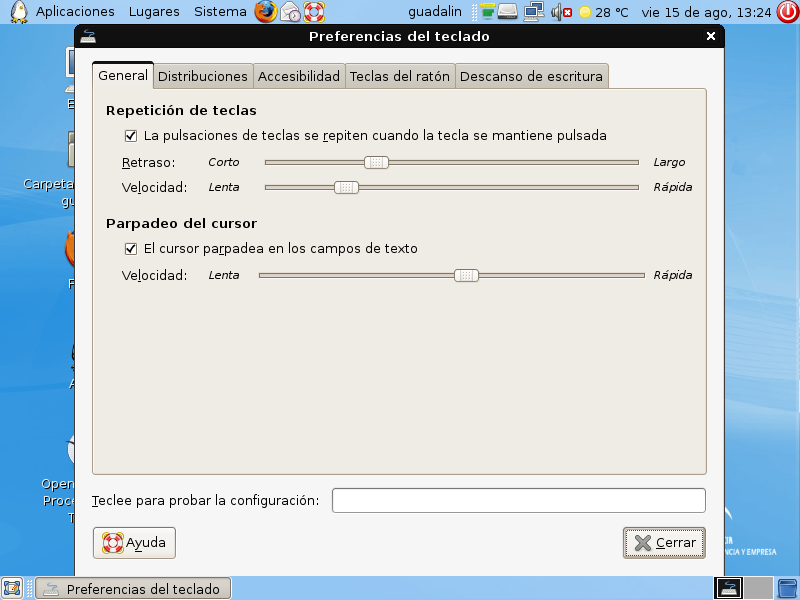 Aplicaciones Lugares Sistema guadalin 28 °C vie 15 de ago, 13:24
Preferencias del teclado
General Distribuciones Accesibilidad Teclas del ratón Descanso de escritura
Repetición de teclas
La pulsaciones de teclas se repiten cuando la tecla se mantiene pulsada
Retraso: Corto Largo
Velocidad: Lenta Rápida
Parpadeo del cursor
El cursor parpadea en los campos de texto
Velocidad: Lenta Rápida
Carpeta
Open
Proce
Teclee para probar la configuración:
Ayuda Cerrar
NCIA Y EMPRESA
Preferencias del teclado